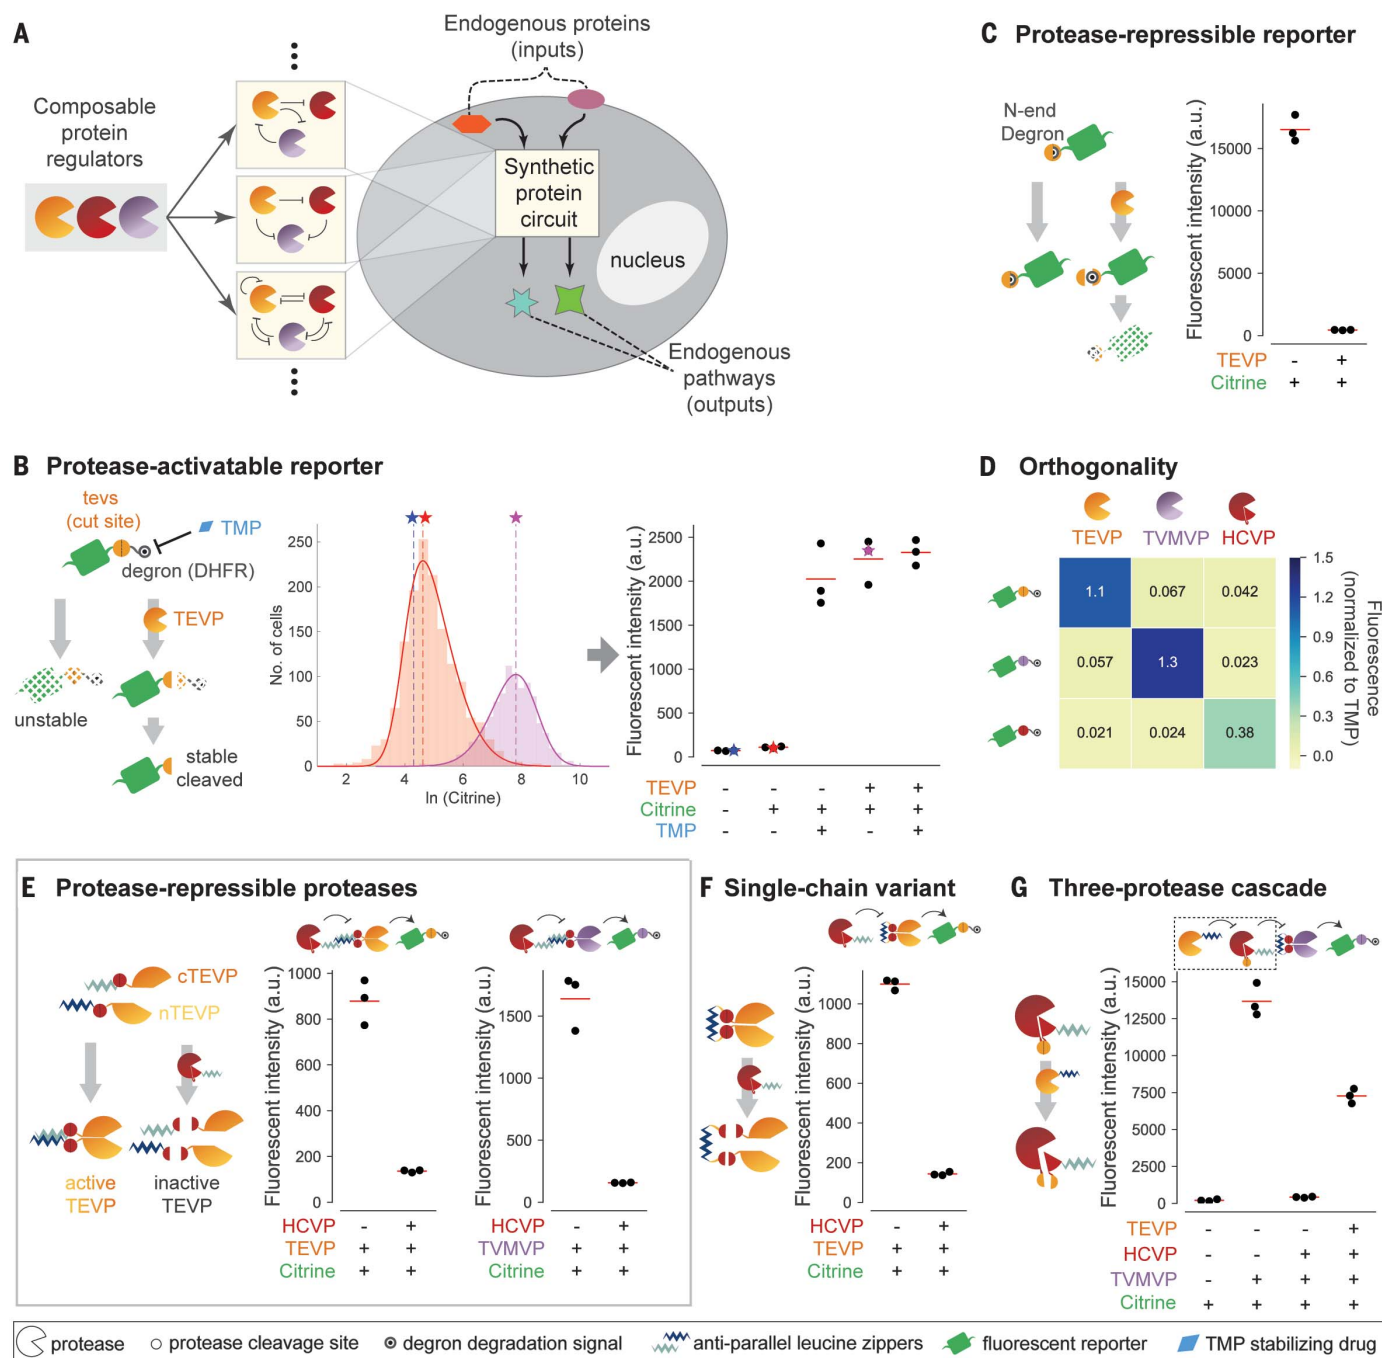 A
Endogenous proteins
(inputs)
Composable
protein
regulators
Synthetic
protein
circuit
nucleus
Endogenous
pathways
(outputs)
C Protease-repressible reporter
N-end
Degron
Fluorescent intensity (a.u.)
15000
10000
5000
0
TEVP - +
Citrine + +
B Protease-activatable reporter
tevs
(cut site)
TMP
degron (DHFR)
TEVP
unstable
stable
cleaved
No. of cells
250
200
150
100
50
0
2 4 6 8 10
ln (Citrine)
Fluorescent intensity (a.u.)
2500
2000
1500
1000
500
0
TEVP - - - + +
Citrine - + + + +
TMP - - + - +
D Orthogonality
TEVP TVMVP HCVP
1.1 0.067 0.042
0.057 1.3 0.023
0.021 0.024 0.38
1.5
1.2
0.9
0.6
0.3
0.0
Fluorescence
(normalized to TMP)
E Protease-repressible proteases
cTEVP
nTEVP
active
TEVP
inactive
TEVP
Fluorescent intensity (a.u.)
1000
800
600
400
200
0
HCVP - +
TEVP + +
Citrine + +
Fluorescent intensity (a.u.)
1500
1000
500
0
HCVP - +
TVMVP + +
Citrine + +
F Single-chain variant
Fluorescent intensity (a.u.)
1000
800
600
400
200
0
HCVP - +
TEVP + +
Citrine + +
G Three-protease cascade
Fluorescent intensity (a.u.)
15000
12500
10000
7500
5000
2500
0
TEVP - - - +
HCVP - - + +
TVMVP - + + +
Citrine + + + +
protease
protease cleavage site
degron degradation signal
anti-parallel leucine zippers
fluorescent reporter
TMP stabilizing drug